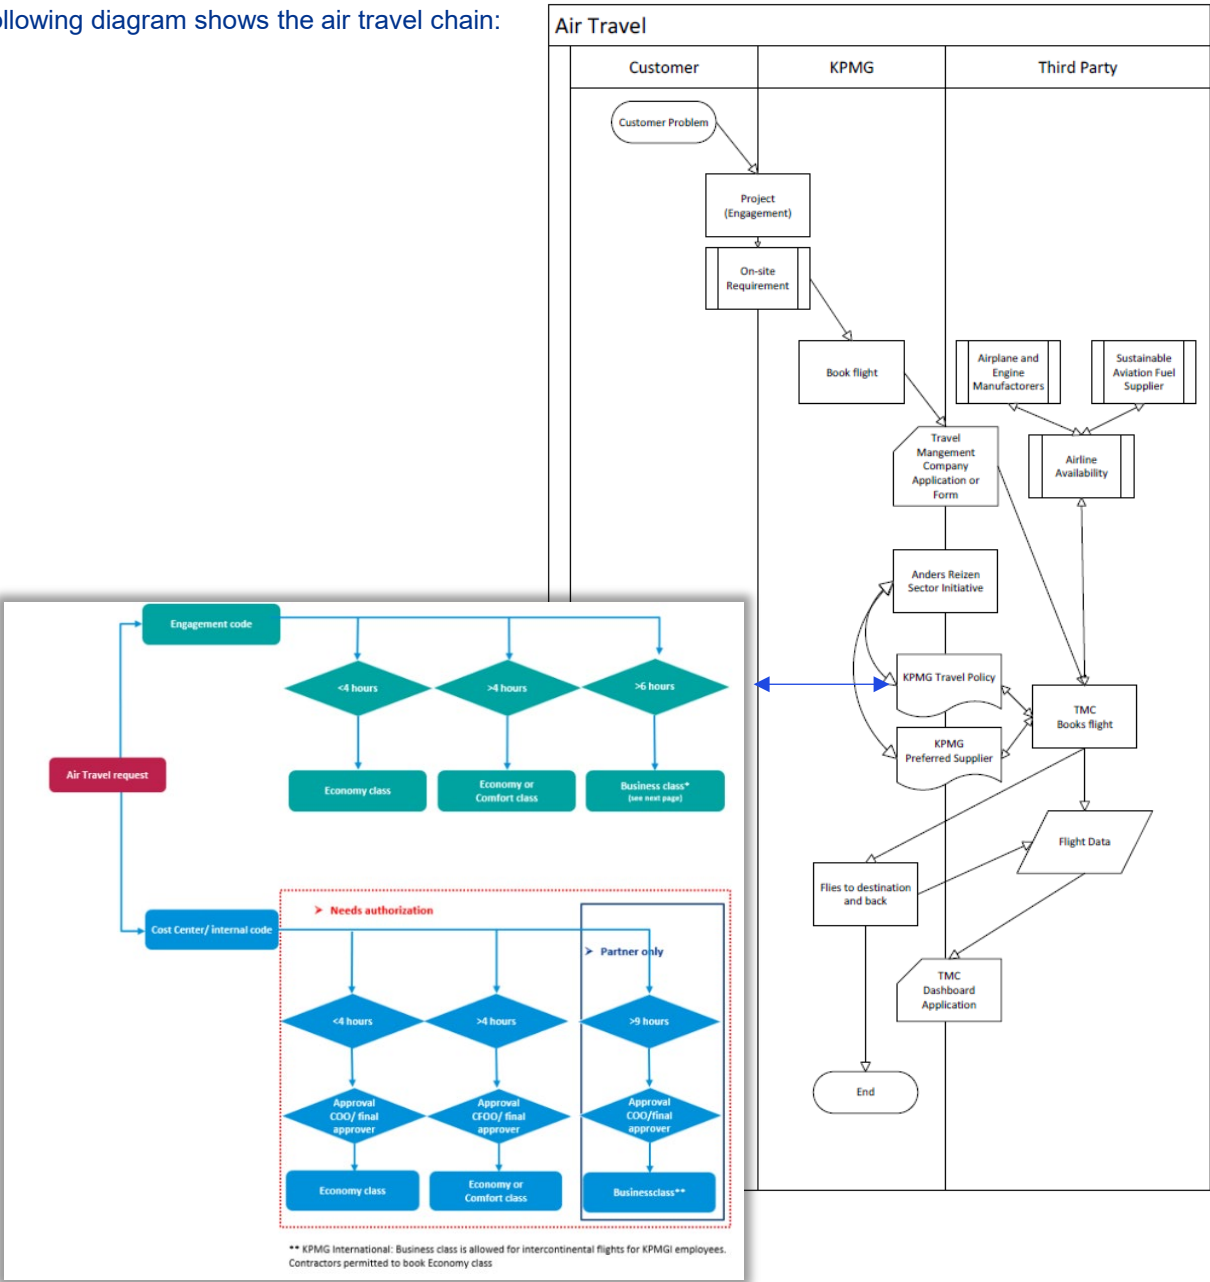 llowing diagram shows the air travel chain:
Air Travel
Customer
KPMG
Third Party
Customer Problem
Project
(Engagement)
On-site
Requirement
Book flight
Airplane and
Engine
Manufactorers
Sustainable
Aviation Fuel
Supplier
Travel
Mangement
Company
Application or
Form
Airline
Availability
Anders Reizen
Sector Initiative
KPMG Travel Policy
KPMG
Preferred Supplier
TMC
Books flight
Flight Data
Flies to destination
and back
TMC
Dashboard
Application
End
Engagement code
<4 hours
>4 hours
>6 hours
Air Travel request
Economy class
Economy or
Comfort class
Business class*
(see next page)
Cost Center/ internal code
➢ Needs authorization
➢ Partner only
<4 hours
>4 hours
>9 hours
Approval
COO/ final
approver
Approval
CFOO/ final
approver
Approval
COO/final
approver
Economy class
Economy or
Comfort class
Businessclass**
** KPMG International: Business class is allowed for intercontinental flights for KPMGI employees.
Contractors permitted to book Economy class